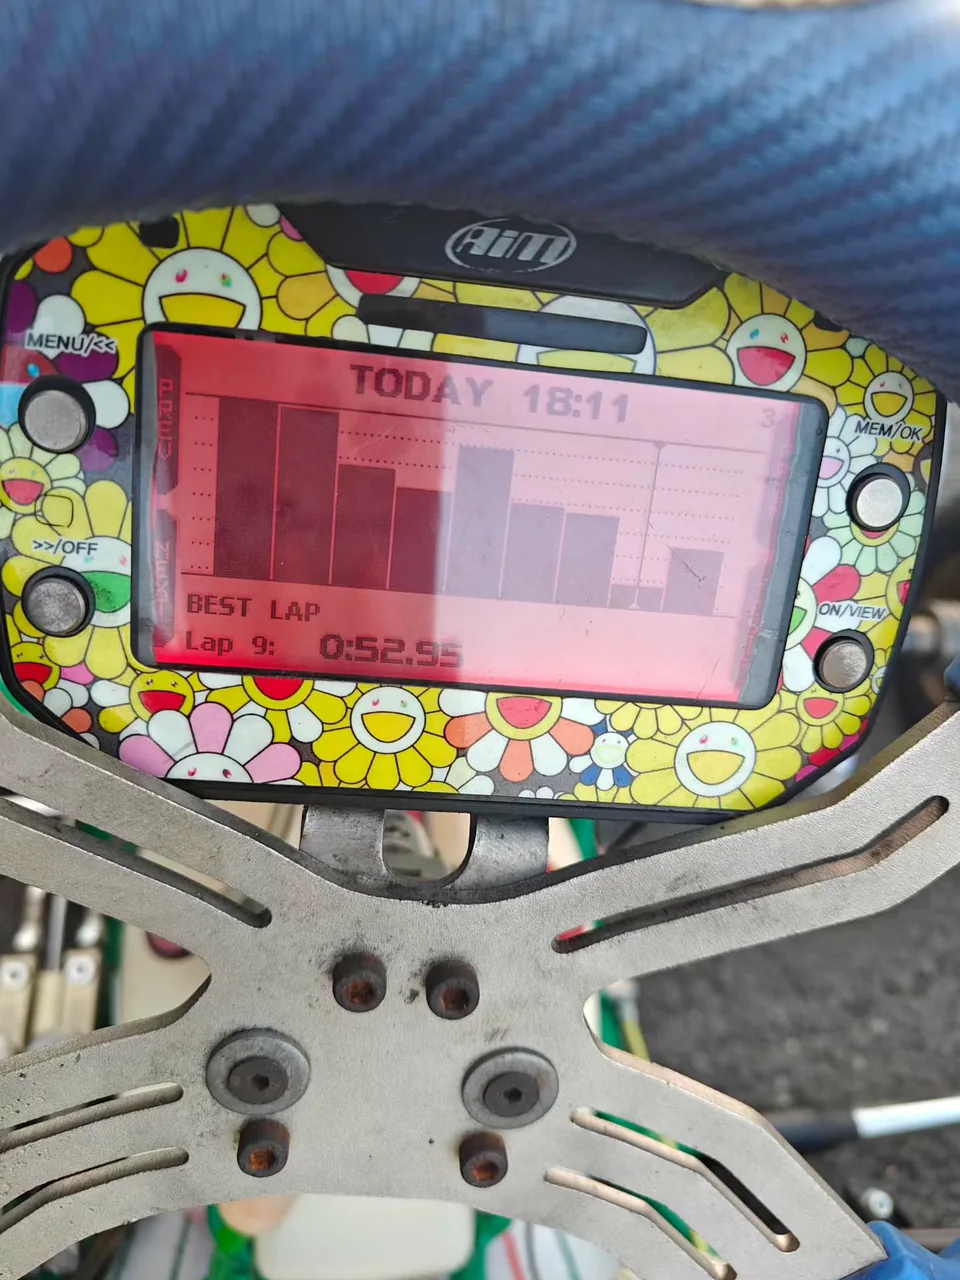 AiM
MENU/<<
TODAY 18:11
3
MEM/OK
PREV
>>/OFF
NEXT
BEST LAP
ON/VIEW
Lap 9: 0:52.95